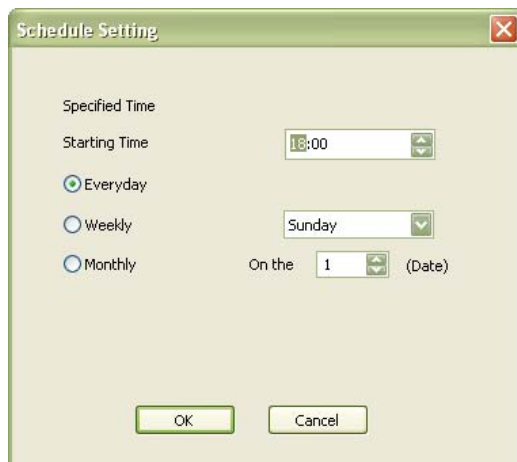 Schedule Setting
Specified Time
Starting Time 18:00
Everyday
Weekly Sunday
Monthly On the 1 (Date)
OK Cancel